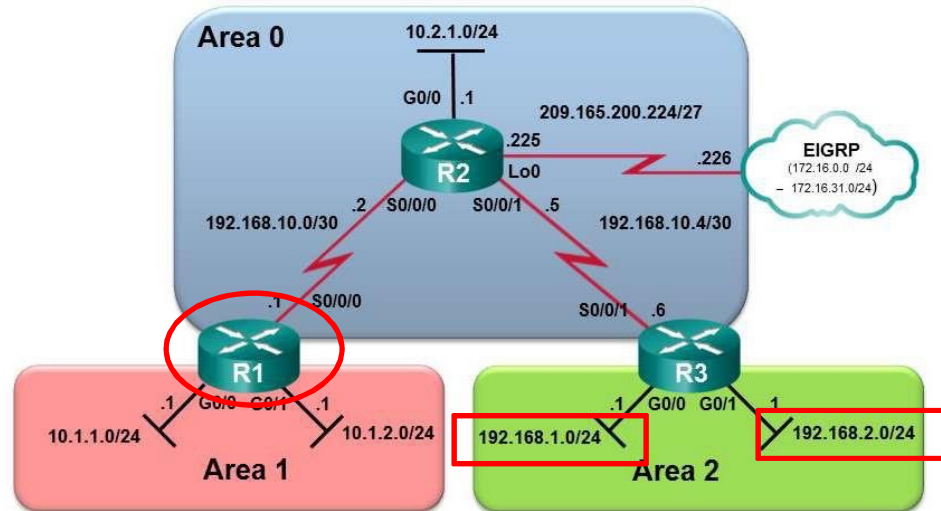 Area 0
10.2.1.0/24
G0/0 .1
209.165.200.224/27
.225
.226
EIGRP
(172.16.0.0 /24
– 172.16.31.0/24)
R2
Lo0
.2 S0/0/0
S0/0/1 .5
192.168.10.0/30
192.168.10.4/30
.1 S0/0/0
S0/0/1 .6
R1
R3
.1 G0/0 G0/1 .1
.1 G0/0 G0/1 .1
10.1.1.0/24
10.1.2.0/24
192.168.1.0/24
192.168.2.0/24
Area 1
Area 2